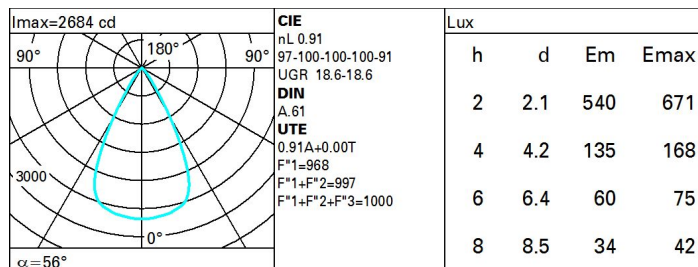 Imax=2684 cd
90°
180°
90°
3000
0°
α=56°
CIE
nL 0.91
97-100-100-100-91
UGR 18.6-18.6
DIN
A.61
UTE
0.91A+0.00T
F"1=968
F"1+F"2=997
F"1+F"2+F"3=1000
Lux
h d Em Emax
2 2.1 540 671
4 4.2 135 168
6 6.4 60 75
8 8.5 34 42